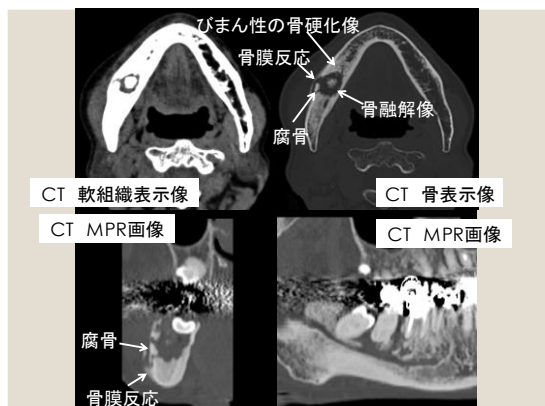 びまん性の骨硬化像
骨膜反応
骨融解像
腐骨
CT 軟組織表示像
CT 骨表示像
CT MPR画像
CT MPR画像
腐骨
骨膜反応